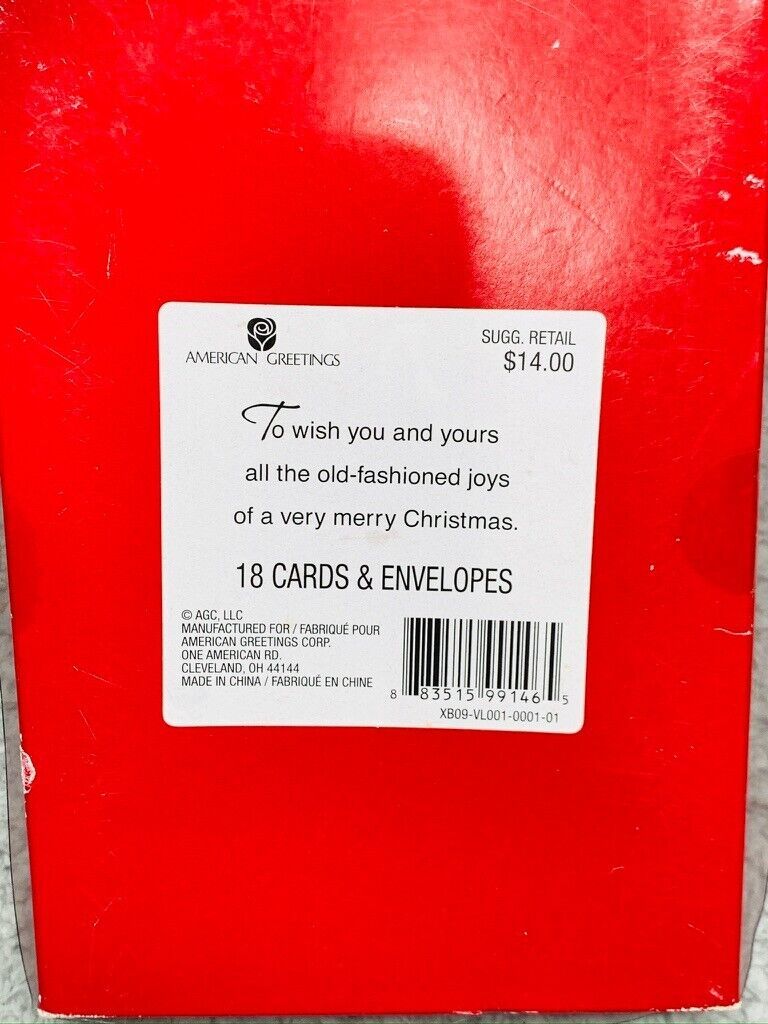 AMERICAN GREETINGS
SUGG. RETAIL
$14.00
To wish you and yours
all the old-fashioned joys
of a very merry Christmas.
18 CARDS & ENVELOPES
© AGC, LLC
MANUFACTURED FOR / FABRIQUÉ POUR
AMERICAN GREETINGS CORP.
ONE AMERICAN RD.
CLEVELAND, OH 44144
MADE IN CHINA / FABRIQUÉ EN CHINE
8 83515 99146 5
XB09-VL001-0001-01